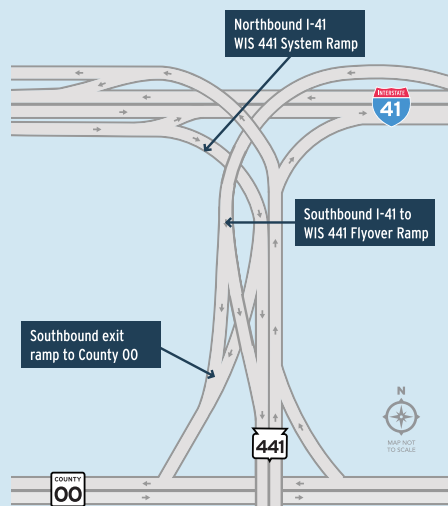 Northbound I-41
WIS 441 System Ramp
INTERSTATE
41
Southbound I-41 to
WIS 441 Flyover Ramp
Southbound exit
ramp to County OO
N
MAP NOT
TO SCALE
441
COUNTY
OO